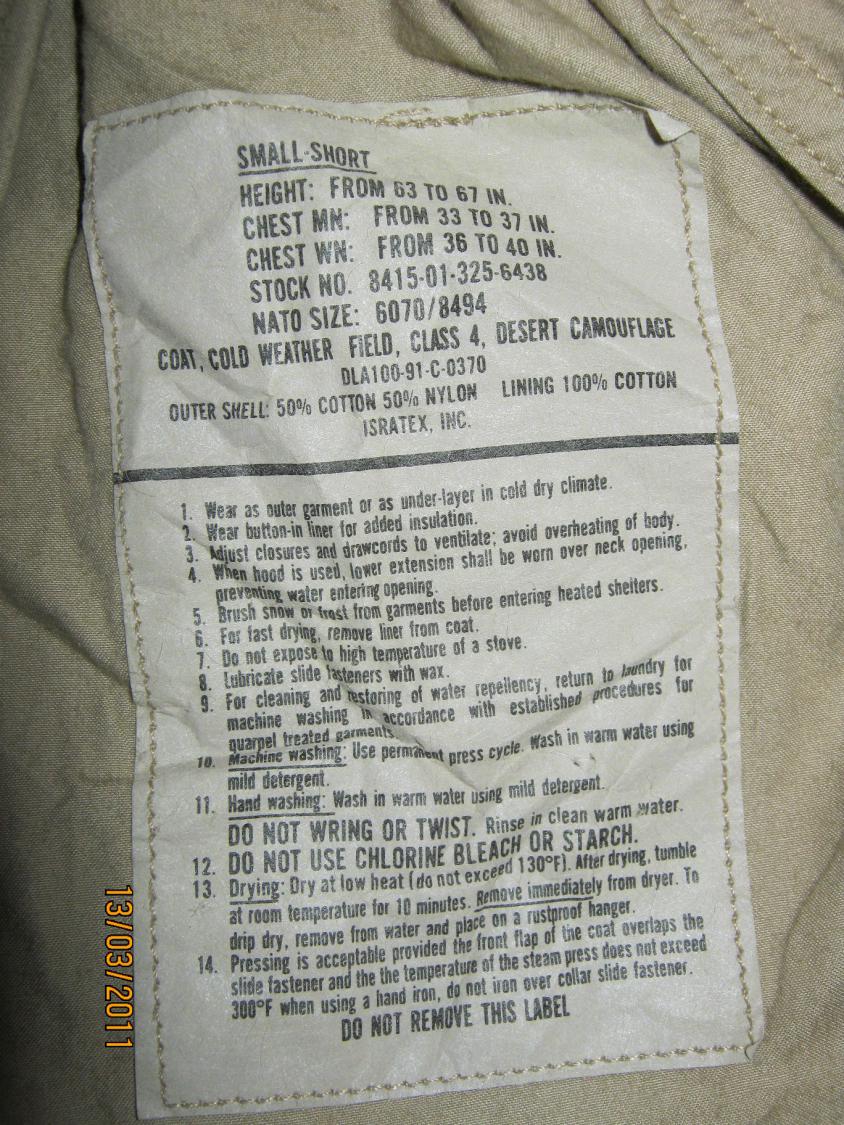 SMALL-SHORT
HEIGHT: FROM 63 TO 67 IN.
CHEST MN: FROM 33 TO 37 IN.
CHEST WN: FROM 36 TO 40 IN.
STOCK NO. 8415-01-325-6438
NATO SIZE: 6070/8494
COAT, COLD WEATHER FIELD, CLASS 4, DESERT CAMOUFLAGE
DLA100-91-C-0370
OUTER SHELL: 50% COTTON 50% NYLON LINING 100% COTTON
ISRATEX, INC.
1. Wear as outer garment or as under-layer in cold dry climate.
2. Wear button-in liner for added insulation.
3. Adjust closures and drawcords to ventilate; avoid overheating of body.
4. When hood is used, lower extension shall be worn over neck opening,
preventing water entering opening.
5. Brush snow or frost from garments before entering heated shelters.
6. For fast drying, remove liner from coat.
7. Do not expose to high temperature of a stove.
8. Lubricate slide fasteners with wax.
9. For cleaning and restoring of water repellency, return to laundry for
machine washing in accordance with established procedures for
quarpel treated garments.
10. Machine washing: Use permanent press cycle. Wash in warm water using
mild detergent.
11. Hand washing: Wash in warm water using mild detergent.
DO NOT WRING OR TWIST. Rinse in clean warm water.
12. DO NOT USE CHLORINE BLEACH OR STARCH.
13. Drying: Dry at low heat (do not exceed 130°F). After drying, tumble
at room temperature for 10 minutes. Remove immediately from dryer. To
drip dry, remove from water and place on a rustproof hanger.
14. Pressing is acceptable provided the front flap of the coat overlaps the
slide fastener and the the temperature of the steam press does not exceed
300°F when using a hand iron, do not iron over collar slide fastener.
DO NOT REMOVE THIS LABEL
13/03/2011